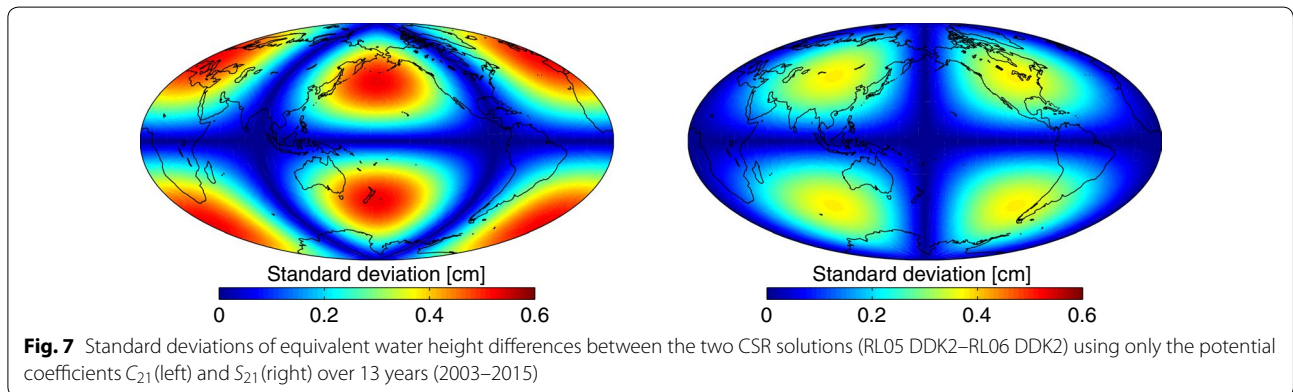 Standard deviation [cm] Standard deviation [cm]
0 0.2 0.4 0.6 0 0.2 0.4 0.6
Fig. 7 Standard deviations of equivalent water height differences between the two CSR solutions (RL05 DDK2–RL06 DDK2) using only the potential
coefficients C21(left) and S21(right) over 13 years (2003–2015)